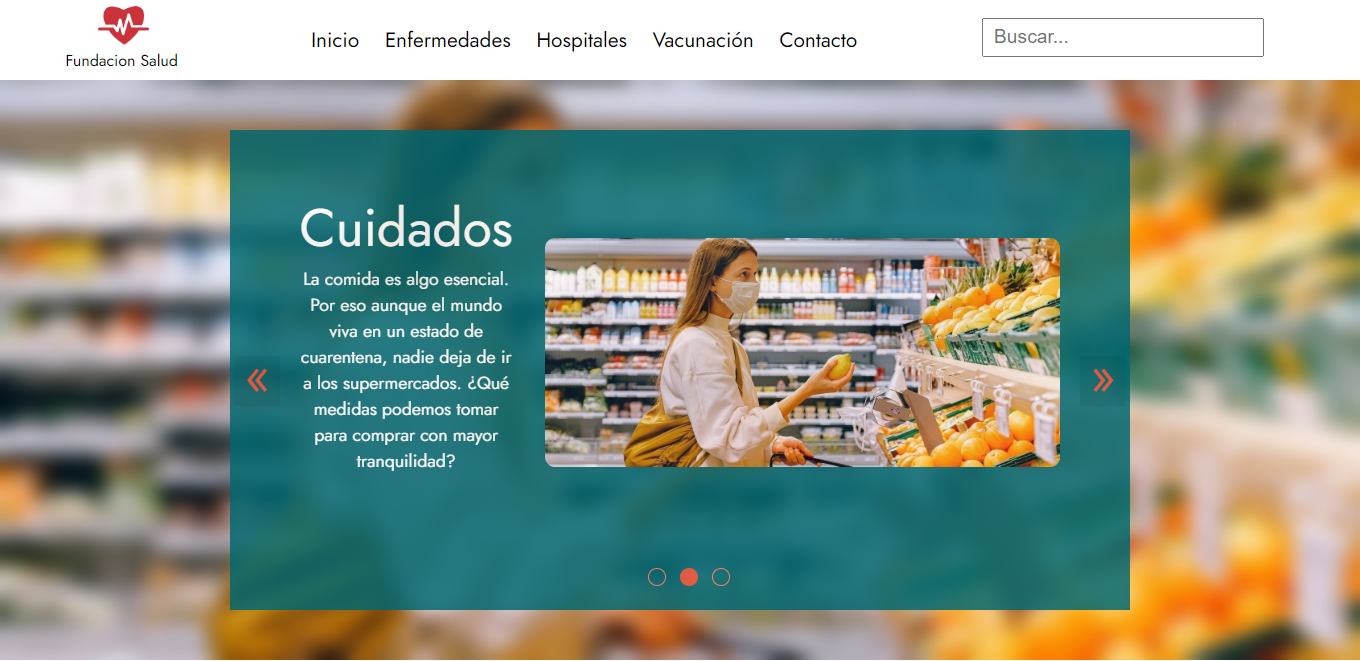 Fundacion Salud
Inicio
Enfermedades
Hospitales
Vacunación
Contacto
Buscar...
Cuidados
La comida es algo esencial.
Por eso aunque el mundo
viva en un estado de
cuarentena, nadie deja de ir
a los supermercados. ¿Qué
medidas podemos tomar
para comprar con mayor
tranquilidad?